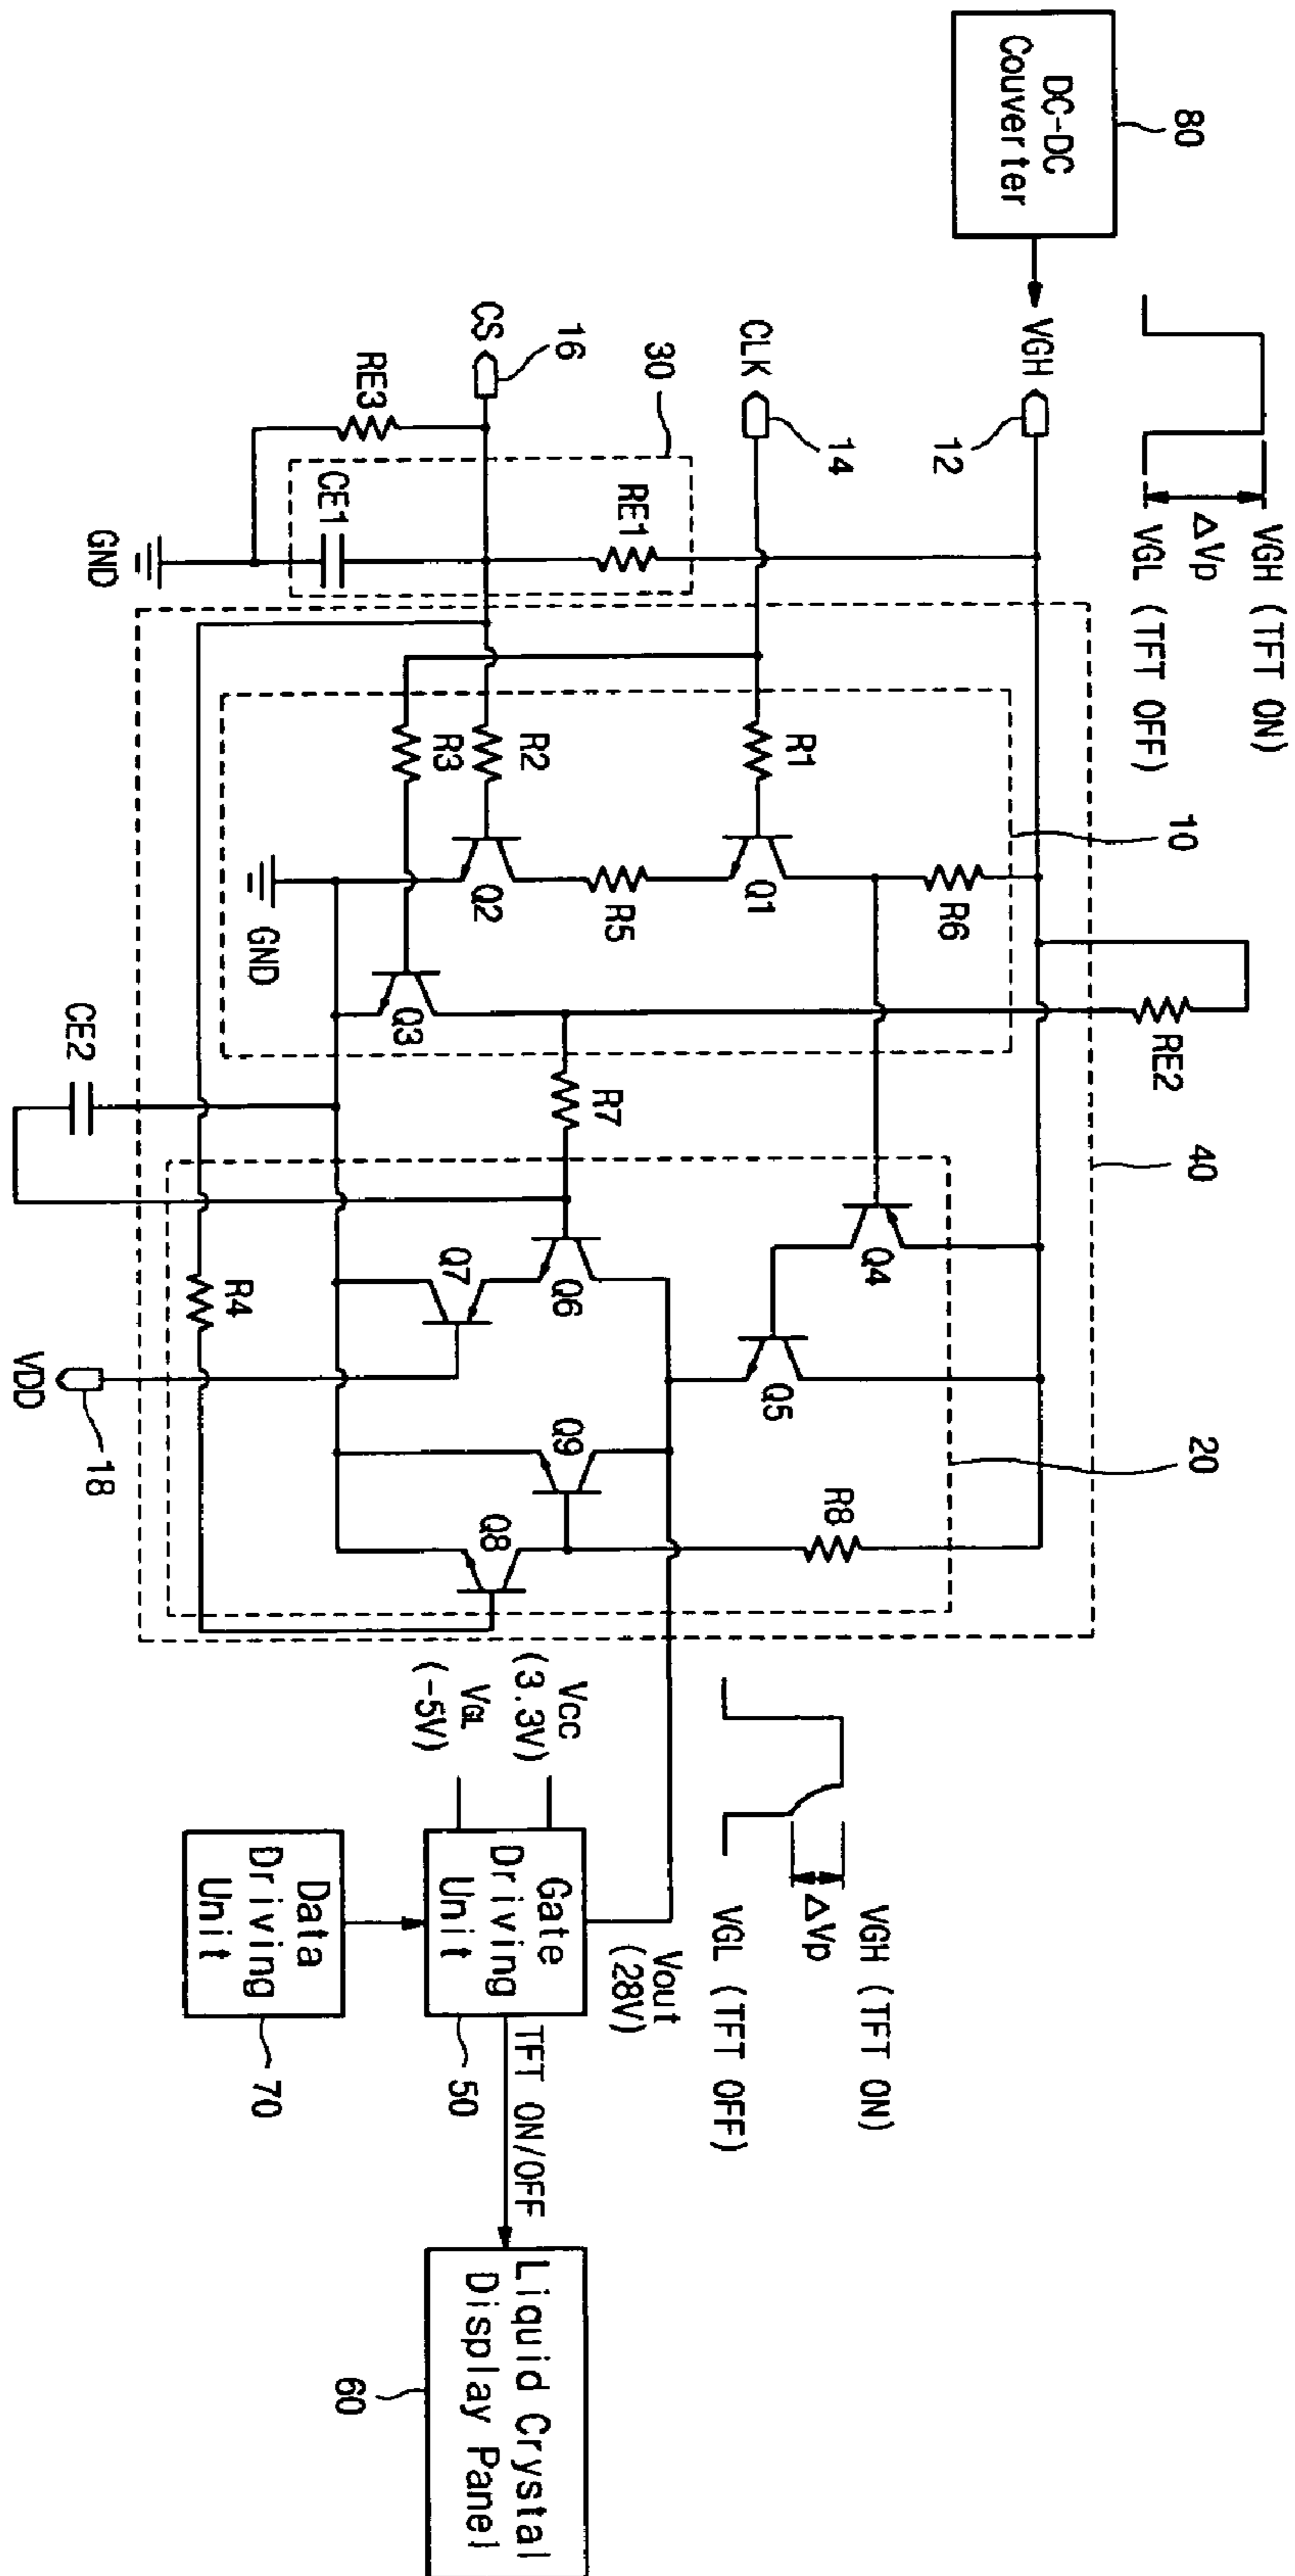 80
DC-DC
Couverter
VGH
12
VGH (TFT ON)
ΔVp
VGL (TFT OFF)
CLK
14
CS
16
RE3
30
RE1
CE1
GND
10
R1
R2
R3
R6
Q1
R5
Q2
Q3
GND
RE2
R7
CE2
40
20
Q4
Q5
Q6
Q7
R4
VDD
18
Q9
Q8
R8
VGH (TFT ON)
ΔVp
VGL (TFT OFF)
Vout
(28V)
Vcc
(3.3V)
VGL
(-5V)
Gate
Driving
Unit
50
Data
Driving
Unit
70
TFT ON/OFF
Liquid Crystal
Display Panel
60